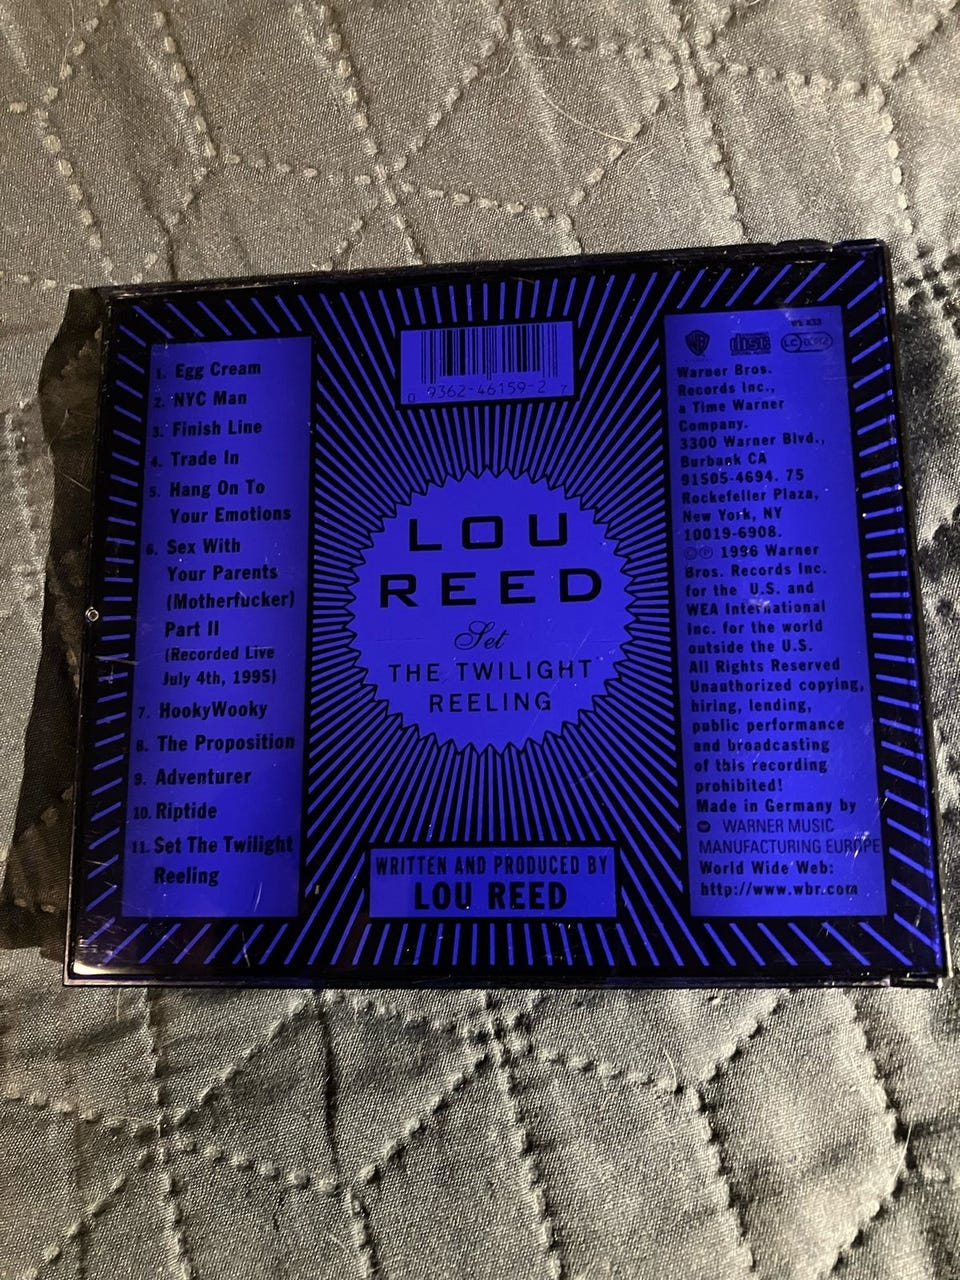 1. Egg Cream
2. NYC Man
3. Finish Line
4. Trade In
5. Hang On To
Your Emotions
6. Sex With
Your Parents
(Motherfucker)
Part II
(Recorded Live
July 4th, 1995)
7. HookyWooky
8. The Proposition
9. Adventurer
10. Riptide
11. Set The Twilight
Reeling
0 9362-46159-2 7
LOU
REED
Set
THE TWILIGHT
REELING
WRITTEN AND PRODUCED BY
LOU REED
WB
disc
LC
Warner Bros.
Records Inc.,
a Time Warner
Company.
3300 Warner Blvd.,
Burbank CA
91505-4694. 75
Rockefeller Plaza,
New York, NY
10019-6908.
©℗ 1996 Warner
Bros. Records Inc.
for the U.S. and
WEA International
Inc. for the world
outside the U.S.
All Rights Reserved
Unauthorized copying,
hiring, lending,
public performance
and broadcasting
of this recording
prohibited!
Made in Germany by
WARNER MUSIC
MANUFACTURING EUROPE
World Wide Web:
http://www.wbr.com